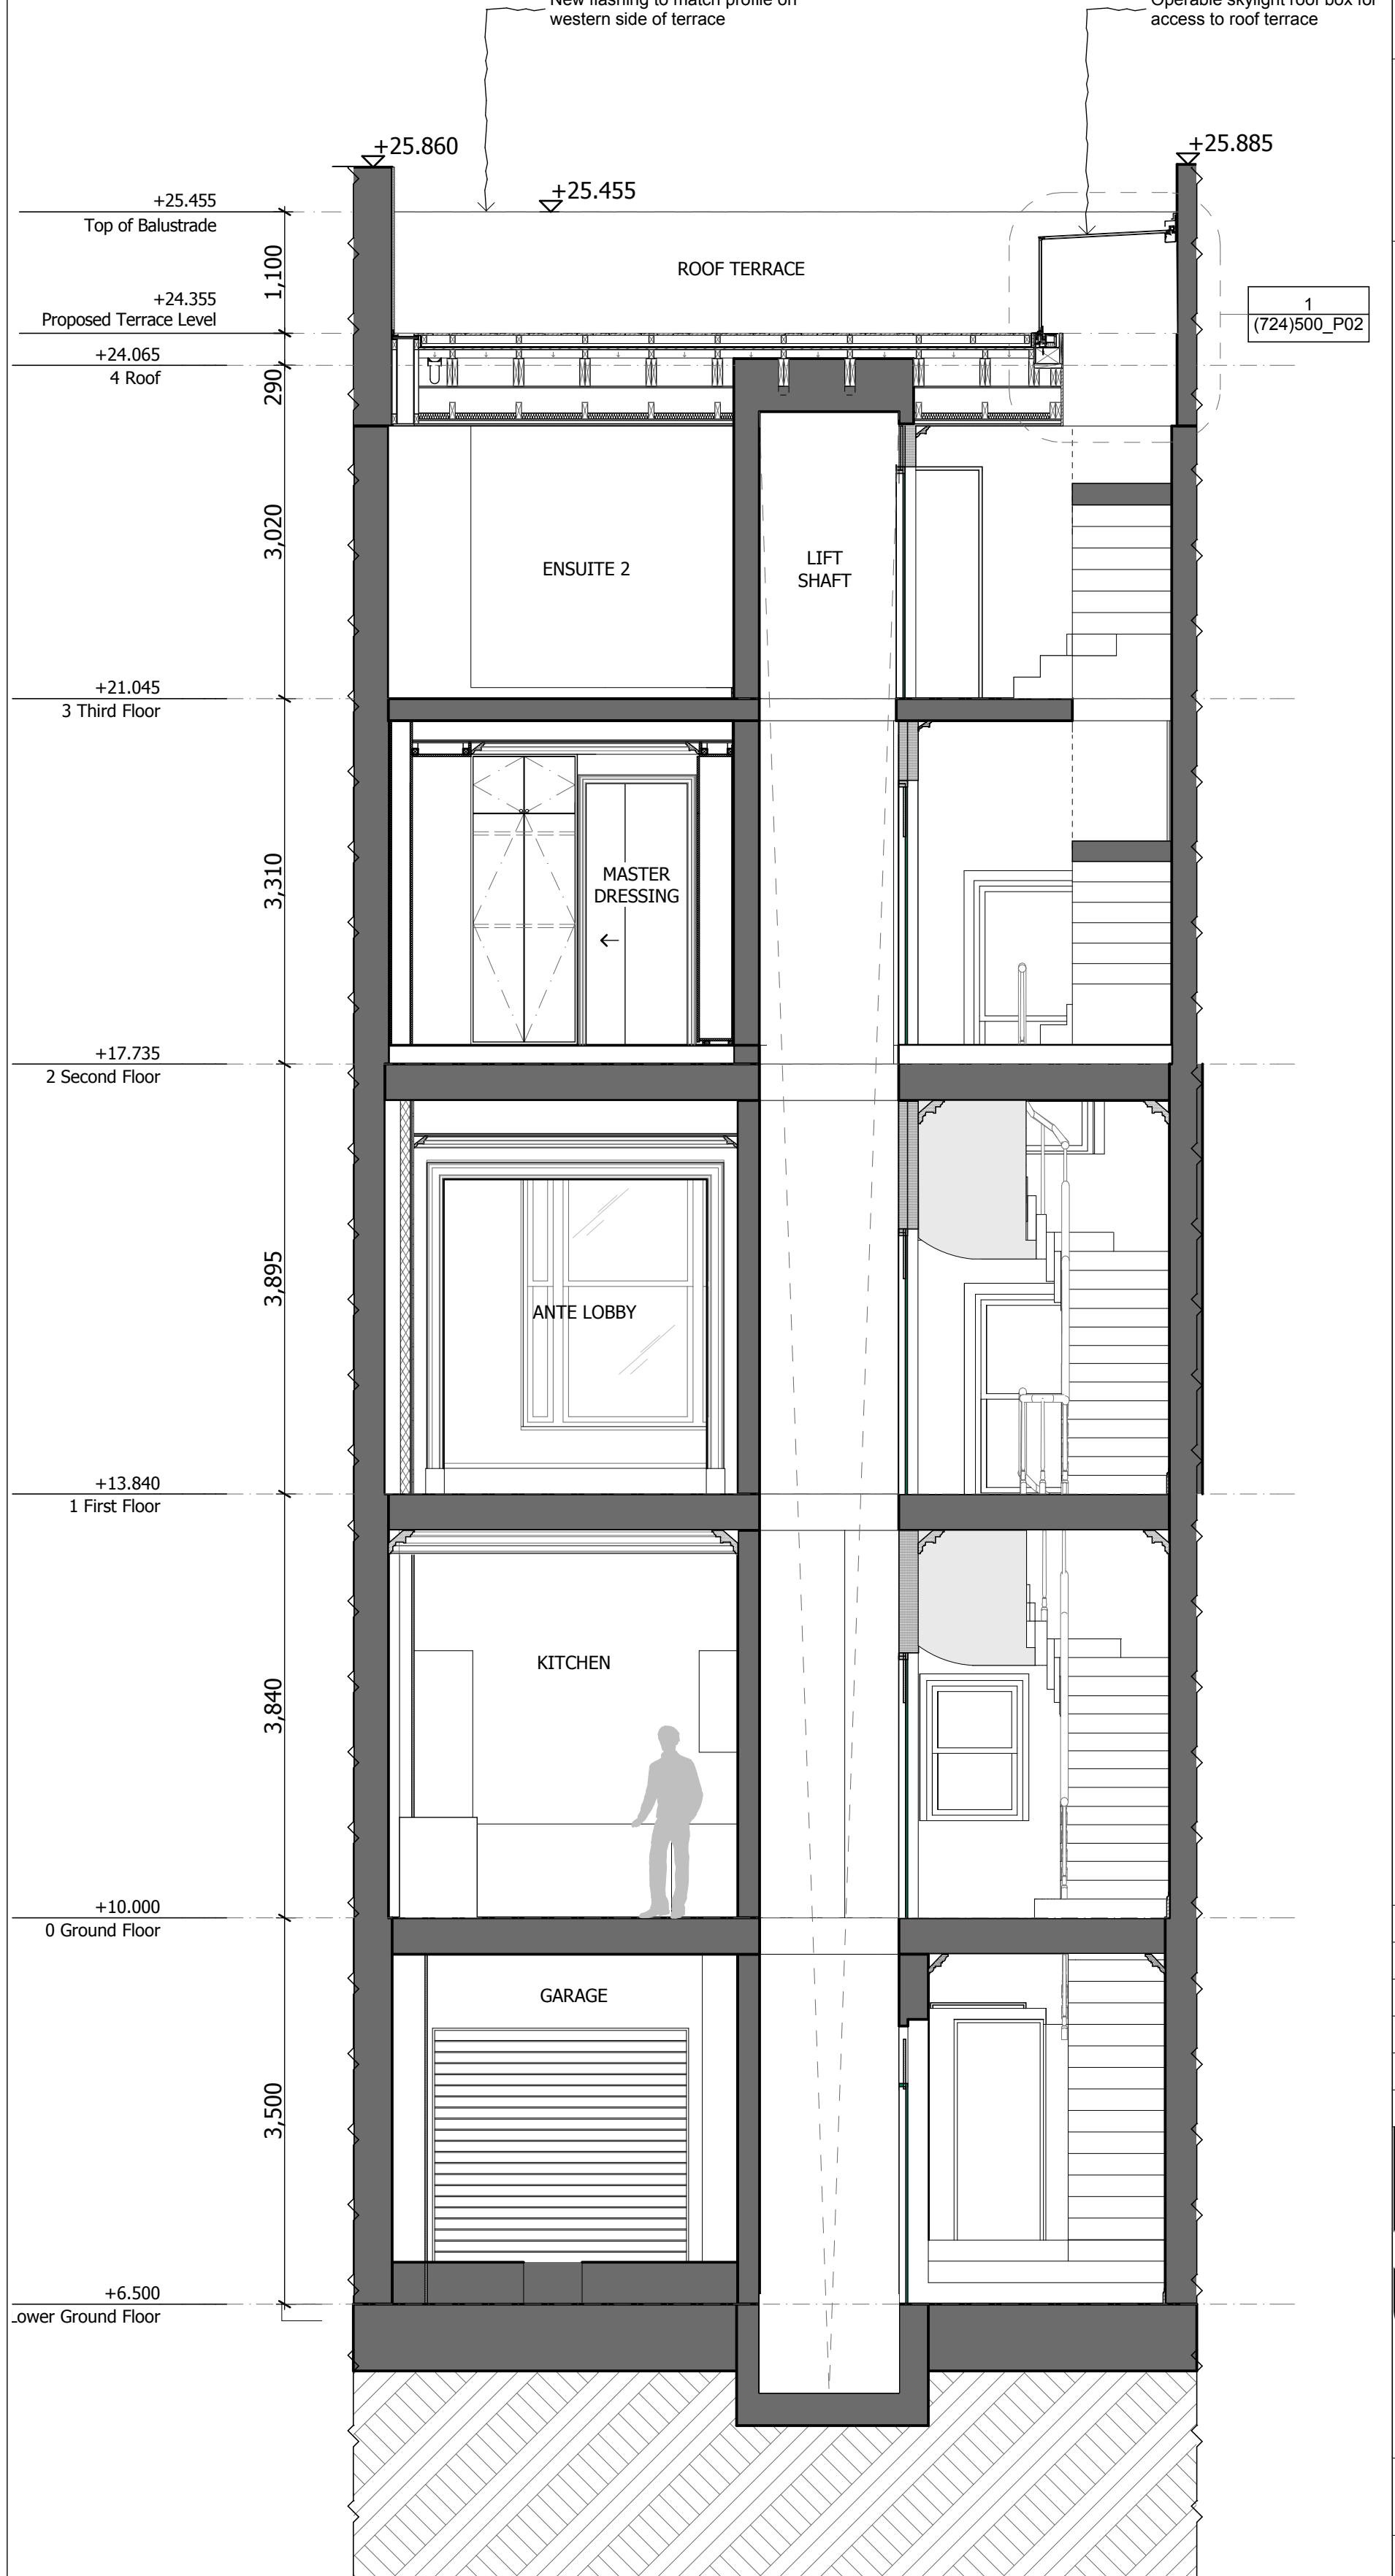 New flashing to match profile on
western side of terrace
Operable skylight roof box for
access to roof terrace
+25.860
+25.885
+25.455
Top of Balustrade
+25.455
1,100
ROOF TERRACE
+24.355
Proposed Terrace Level
1
(724)500_P02
+24.065
4 Roof
290
3,020
ENSUITE 2
LIFT
SHAFT
+21.045
3 Third Floor
3,310
MASTER
DRESSING
+17.735
2 Second Floor
3,895
ANTE LOBBY
+13.840
1 First Floor
KITCHEN
3,840
+10.000
0 Ground Floor
GARAGE
3,500
+6.500
Lower Ground Floor